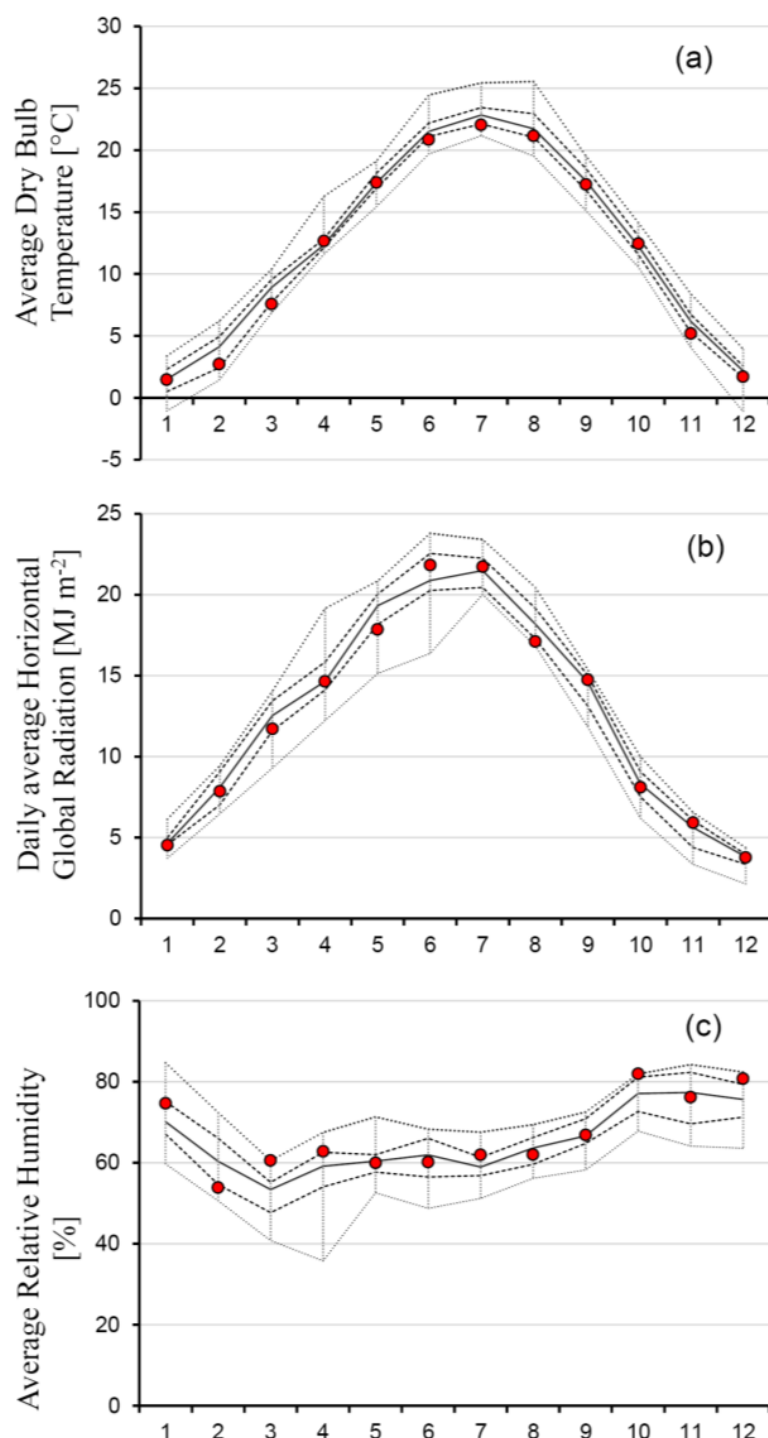 (a)
Average Dry Bulb
Temperature [°C]
30
25
20
15
10
5
0
-5
1 2 3 4 5 6 7 8 9 10 11 12
(b)
Daily average Horizontal
Global Radiation [MJ m-2]
25
20
15
10
5
0
1 2 3 4 5 6 7 8 9 10 11 12
(c)
Average Relative Humidity
[%]
100
80
60
40
20
0
1 2 3 4 5 6 7 8 9 10 11 12